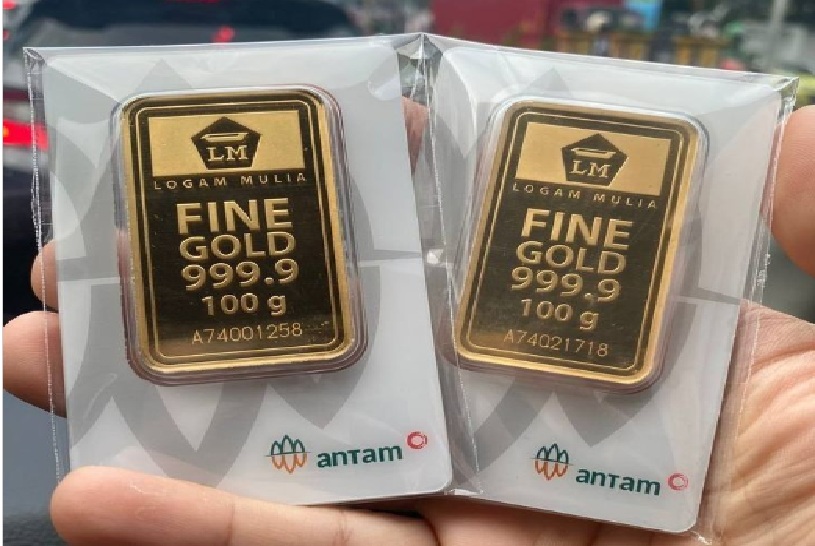 LM
LOGAM MULIA
FINE
GOLD
999.9
100 g
A74001258
antam
LM
LOGAM MULIA
FINE
GOLD
999.9
100 g
A74021718
antam